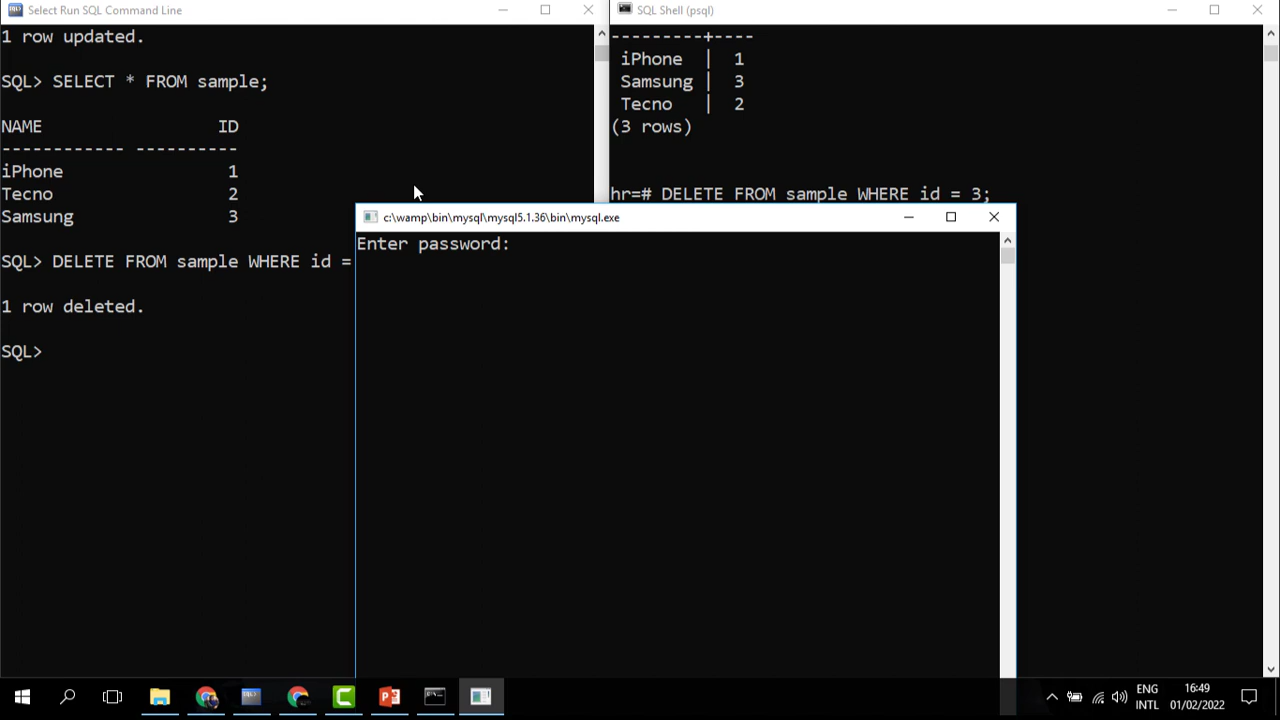 Select Run SQL Command Line
1 row updated.
SQL> SELECT * FROM sample;
NAME ID
------------ ----------
iPhone 1
Tecno 2
Samsung 3
SQL> DELETE FROM sample WHERE id =
1 row deleted.
SQL>
SQL Shell (psql)
---------+----
iPhone | 1
Samsung | 3
Tecno | 2
(3 rows)
hr=# DELETE FROM sample WHERE id = 3;
c:\wamp\bin\mysql\mysql5.1.36\bin\mysql.exe
Enter password:
ENG
INTL
16:49
01/02/2022